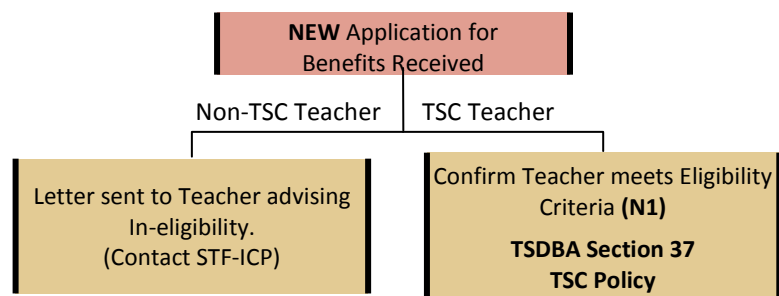 NEW Application for
Benefits Received
Non-TSC Teacher
TSC Teacher
Letter sent to Teacher advising
In-eligibility.
(Contact STF-ICP)
Confirm Teacher meets Eligibility
Criteria (N1)
TSDBA Section 37
TSC Policy